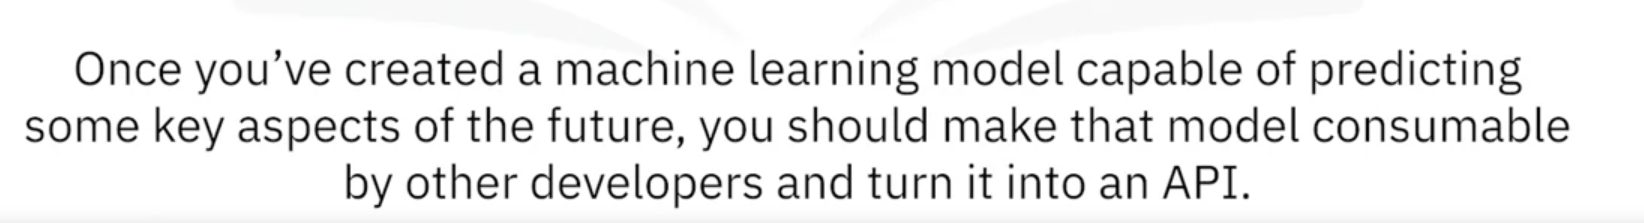 Once you’ve created a machine learning model capable of predicting
some key aspects of the future, you should make that model consumable
by other developers and turn it into an API.